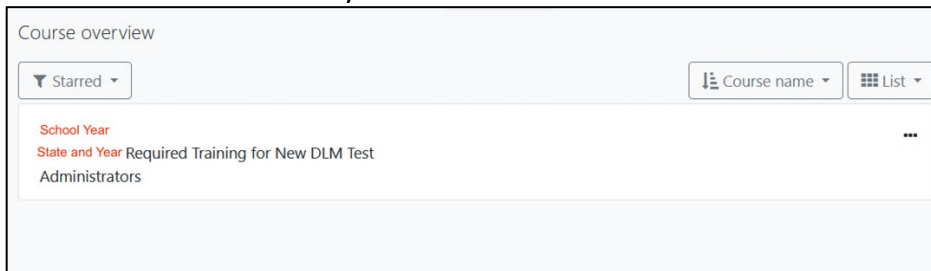 Course overview
Starred
Course name
List
School Year
State and Year Required Training for New DLM Test
Administrators